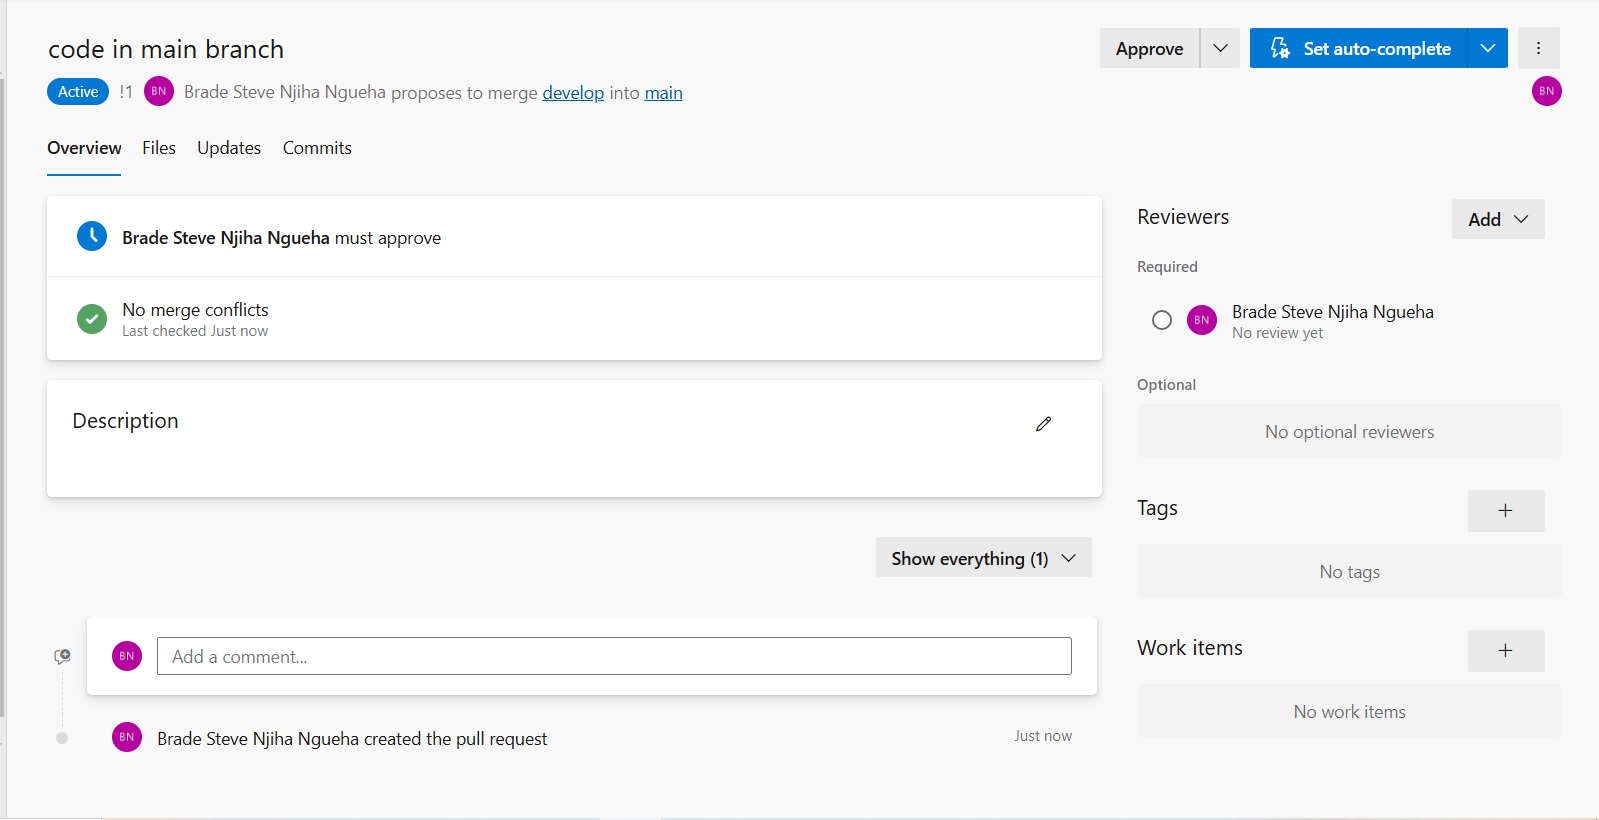 code in main branch
Approve
Set auto-complete
Active !1 BN Brade Steve Njiha Ngueha proposes to merge develop into main
BN
Overview Files Updates Commits
Brade Steve Njiha Ngueha must approve
No merge conflicts
Last checked Just now
Description
Show everything (1)
BN Add a comment...
BN Brade Steve Njiha Ngueha created the pull request Just now
Reviewers Add
Required
BN Brade Steve Njiha Ngueha
No review yet
Optional
No optional reviewers
Tags +
No tags
Work items +
No work items